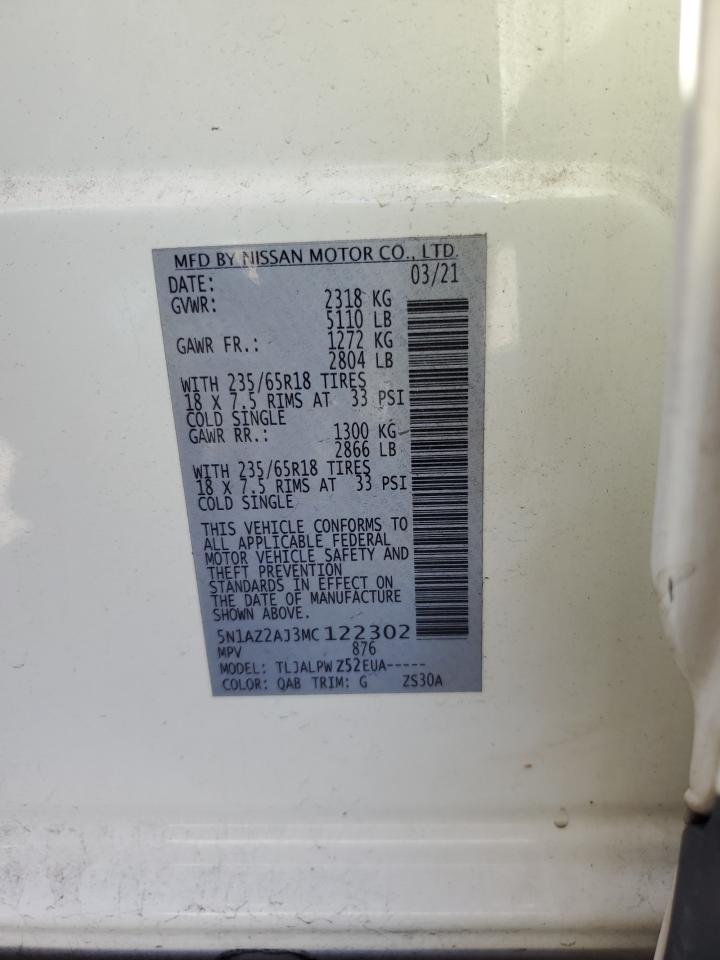 MFD BY NISSAN MOTOR CO., LTD.
DATE: 03/21
GVWR: 2318 KG
5110 LB
GAWR FR.: 1272 KG
2804 LB
WITH 235/65R18 TIRES
18 X 7.5 RIMS AT 33 PSI
COLD SINGLE
GAWR RR.: 1300 KG
2866 LB
WITH 235/65R18 TIRES
18 X 7.5 RIMS AT 33 PSI
COLD SINGLE
THIS VEHICLE CONFORMS TO
ALL APPLICABLE FEDERAL
MOTOR VEHICLE SAFETY AND
THEFT PREVENTION
STANDARDS IN EFFECT ON
THE DATE OF MANUFACTURE
SHOWN ABOVE.
5N1AZ2AJ3MC122302
MPV 876
MODEL: TLJALPW Z52EUA-----
COLOR: QAB TRIM: G ZS30A